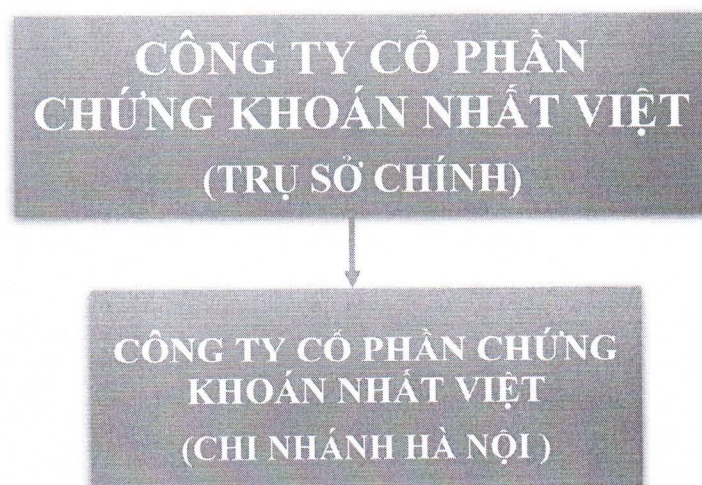 CÔNG TY CỔ PHẦN
CHỨNG KHOÁN NHẤT VIỆT
(TRỤ SỞ CHÍNH)
CÔNG TY CỔ PHẦN CHỨNG
KHOÁN NHẤT VIỆT
(CHI NHÁNH HÀ NỘI )